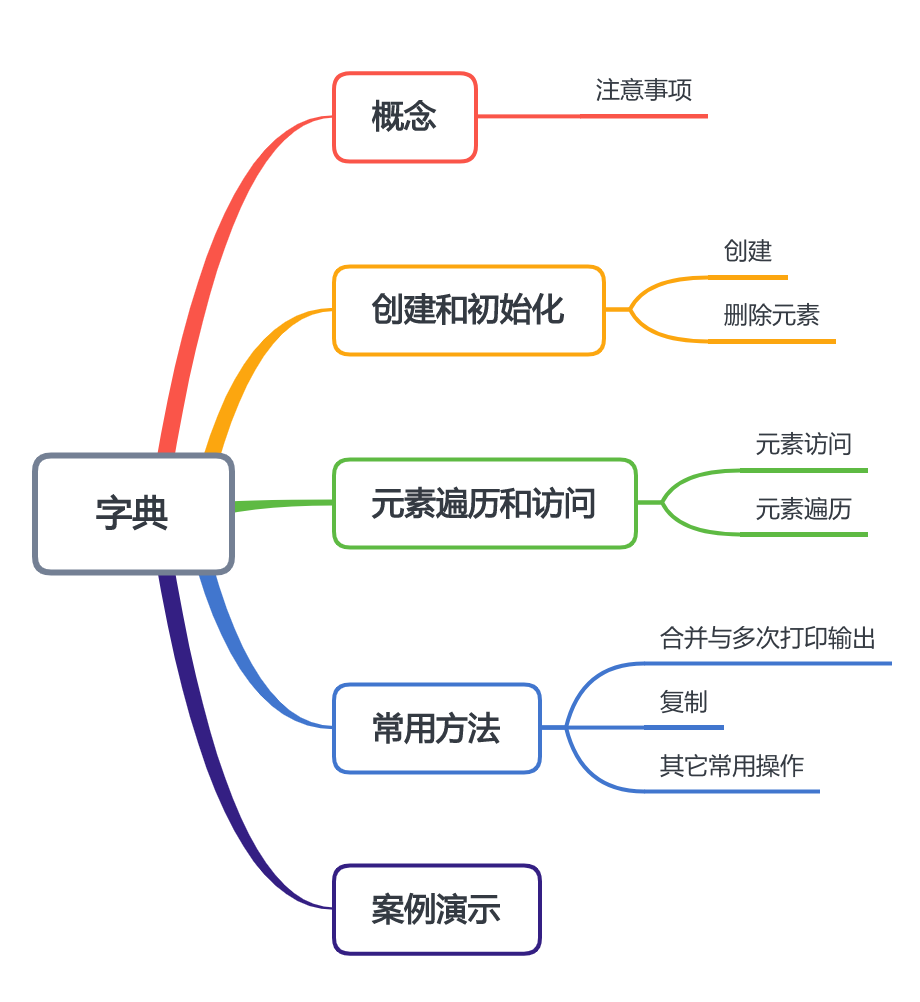 字典
概念
注意事项
创建和初始化
创建
删除元素
元素遍历和访问
元素访问
元素遍历
常用方法
合并与多次打印输出
复制
其它常用操作
案例演示